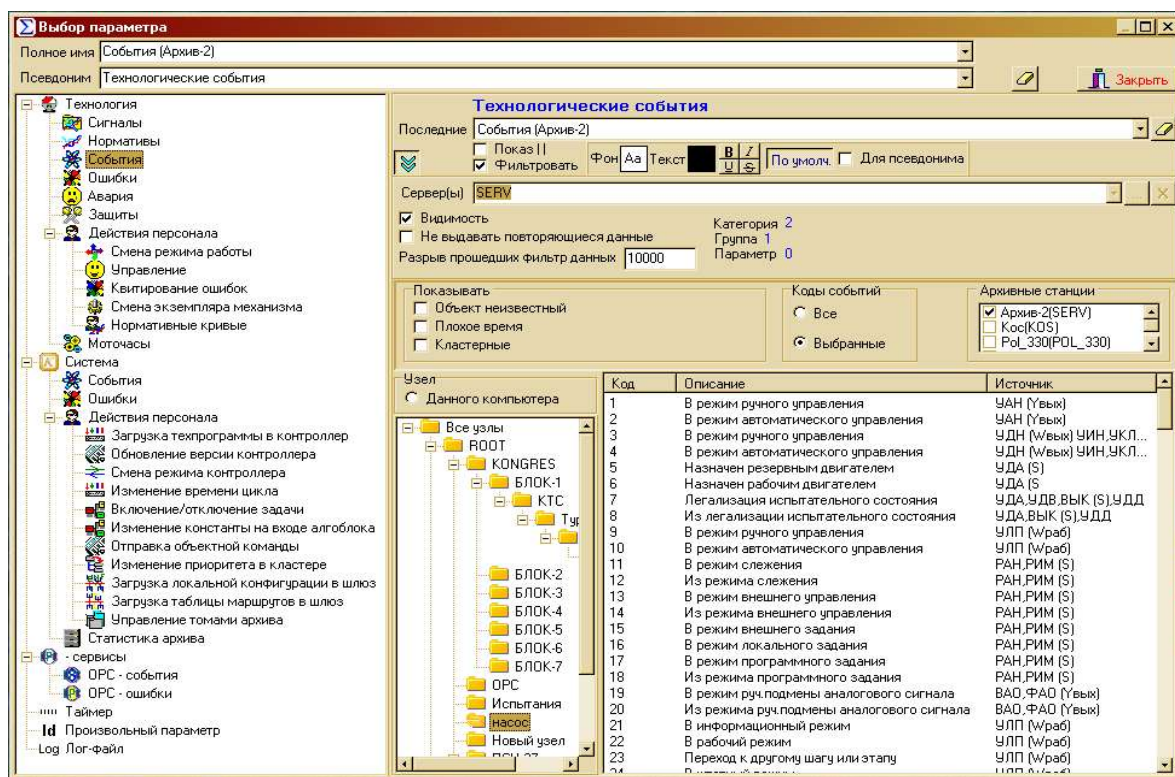 Выбор параметра
Полное имя События (Архив-2)
Псевдоним Технологические события
Закрыть
Технология
Сигналы
Нормативы
События
Ошибки
Авария
Защиты
Действия персонала
Смена режима работы
Управление
Квитирование ошибок
Смена экземпляра механизма
Нормативные кривые
Моточасы
Система
События
Ошибки
Действия персонала
Загрузка техпрограммы в контроллер
Обновление версии контроллера
Смена режима контроллера
Изменение времени цикла
Включение/отключение задачи
Изменение константы на входе алгоблока
Отправка объектной команды
Изменение приоритета в кластере
Загрузка локальной конфигурации в шлюз
Загрузка таблицы маршрутов в шлюз
Управление томами архива
Статистика архива
- сервисы
OPC - события
OPC - ошибки
Таймер
Id Произвольный параметр
Log Лог-файл
Технологические события
Последние События (Архив-2)
Показ II
Фильтровать
Фон Aa Текст B I U S По умолч. Для псевдонима
Сервер(ы) SERV
Видимость
Не выдавать повторяющиеся данные
Разрыв прошедших фильтр данных 10000
Категория 2
Группа 1
Параметр 0
Показывать
Объект неизвестный
Плохое время
Кластерные
Коды событий
Все
Выбранные
Архивные станции
Архив-2(SERV)
Кос(KOS)
Pol_330(POL_330)
Узел
Данного компьютера
Все узлы
ROOT
KONGRES
БЛОК-1
КТС
Тур
БЛОК-2
БЛОК-3
БЛОК-4
БЛОК-5
БЛОК-6
БЛОК-7
OPC
Испытания
насос
Новый узел
Код Описание Источник
1 В режим ручного управления УАН (Yвых)
2 В режим автоматического управления УАН (Yвых)
3 В режим ручного управления УДН (Wвых) УИН,УКЛ...
4 В режим автоматического управления УДН (Wвых) УИН,УКЛ...
5 Назначен резервным двигателем УДА (S)
6 Назначен рабочим двигателем УДА (S
7 Легализация испытательного состояния УДА,УДВ,ВЫК (S),УДД
8 Из легализации испытательного состояния УДА,ВЫК (S),УДД
9 В режим ручного управления УЛП (Wраб)
10 В режим автоматического управления УЛП (Wраб)
11 В режим слежения РАН,РИМ (S)
12 Из режима слежения РАН,РИМ (S)
13 В режим внешнего управления РАН,РИМ (S)
14 Из режима внешнего управления РАН,РИМ (S)
15 В режим внешнего задания РАН,РИМ (S)
16 В режим локального задания РАН,РИМ (S)
17 В режим программного задания РАН,РИМ (S)
18 Из режима программного задания РАН,РИМ (S)
19 В режим руч.подмены аналогового сигнала ВАО,ФАО (Yвых)
20 Из режима руч.подмены аналогового сигнала ВАО,ФАО (Yвых)
21 В информационный режим УЛП (Wраб)
22 В рабочий режим УЛП (Wраб)
23 Переход к другому шагу или этапу УЛП (Wраб)